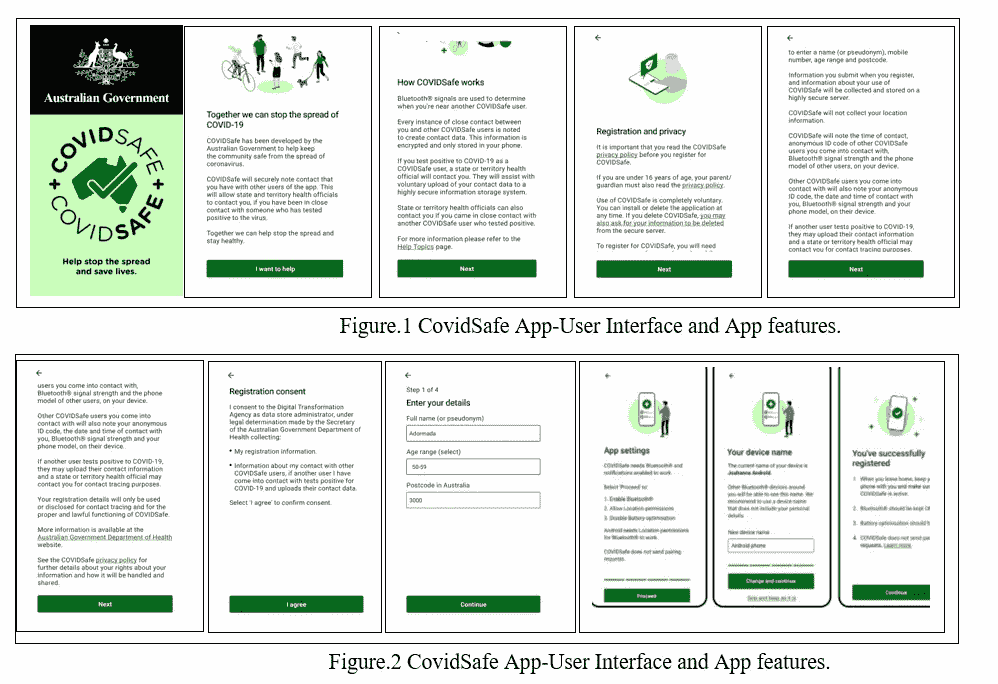 Australian Government
COVIDSAFE
COVIDSAFE
Help stop the spread
and save lives.
Together we can stop the spread of
COVID-19
COVIDSafe has been developed by the
Australian Government to help keep
the community safe from the spread of
coronavirus.
COVIDSafe will securely note contact that
you have with other users of the app. This
will allow state and territory health officials
to contact you, if you have been in close
contact with someone who has tested
positive to the virus.
Together we can help stop the spread and
stay healthy.
I want to help
How COVIDSafe works
Bluetooth® signals are used to determine
when you're near another COVIDSafe user.
Every instance of close contact between
you and other COVIDSafe users is noted
to create contact data. This information is
encrypted and only stored in your phone.
If you test positive to COVID-19 as a
COVIDSafe user, a state or territory health
official will contact you. They will assist with
voluntary upload of your contact data to a
highly secure information storage system.
State or territory health officials can also
contact you if you came in close contact with
another COVIDSafe user who tested positive.
For more information please refer to the
Help Topics page.
Next
Registration and privacy
It is important that you read the COVIDSafe
privacy policy before you register for
COVIDSafe.
If you are under 16 years of age, your parent/
guardian must also read the privacy policy.
Use of COVIDSafe is completely voluntary.
You can install or delete the application at
any time. If you delete COVIDSafe, you may
also ask for your information to be deleted
from the secure server.
To register for COVIDSafe, you will need
Next
to enter a name (or pseudonym), mobile
number, age range and postcode.
Information you submit when you register,
and information about your use of
COVIDSafe will be collected and stored on a
highly secure server.
COVIDSafe will not collect your location
information.
COVIDSafe will note the time of contact,
anonymous ID code of other COVIDSafe
users you come into contact with,
Bluetooth® signal strength and the phone
model of other users, on your device.
Other COVIDSafe users you come into
contact with will also note your anonymous
ID code, the date and time of contact with
you, Bluetooth® signal strength and your
phone model, on their device.
If another user tests positive to COVID-19,
they may upload their contact information
and a state or territory health official may
contact you for contact tracing purposes.
Next
Figure.1 CovidSafe App-User Interface and App features.
users you come into contact with,
Bluetooth® signal strength and the phone
model of other users, on your device.
Other COVIDSafe users you come into
contact with will also note your anonymous
ID code, the date and time of contact with
you, Bluetooth® signal strength and your
phone model, on their device.
If another user tests positive to COVID-19,
they may upload their contact information
and a state or territory health official may
contact you for contact tracing purposes.
Your registration details will only be used
or disclosed for contact tracing and for the
proper and lawful functioning of COVIDSafe.
More information is available at the
Australian Government Department of Health
website.
See the COVIDSafe privacy policy for
further details about your rights about your
information and how it will be handled and
shared.
Next
Registration consent
I consent to the Digital Transformation
Agency as data store administrator, under
legal determination made by the Secretary
of the Australian Government Department of
Health collecting:
• My registration information.
• Information about my contact with other
COVIDSafe users, if another user I have
come into contact with tests positive for
COVID-19 and uploads their contact data.
Select 'I agree' to confirm consent.
I agree
Step 1 of 4
Enter your details
Full name (or pseudonym)
Adormada
Age range (select)
50-59
Postcode in Australia
3000
Continue
App settings
COVIDSafe needs Bluetooth® and
notifications enabled to work.
Select 'Proceed' to:
1. Enable Bluetooth®
2. Allow Location permissions
3. Disable Battery optimisation
Android needs Location permissions
for Bluetooth® to work.
COVIDSafe does not send pairing
requests.
Proceed
Your device name
The current name of your device is
Android.
Other Bluetooth® devices around
you will be able to see this name. We
recommend to use a device name
that does not include your personal
details.
New device name
Android phone
Change and continue
You've successfully
registered
1. When you leave home, keep
phone with you and make sure
COVIDSafe is active.
2. Bluetooth® should be kept
3. Battery optimisation should
4. COVIDSafe does not send pai
requests. Learn more
Continue
Figure.2 CovidSafe App-User Interface and App features.